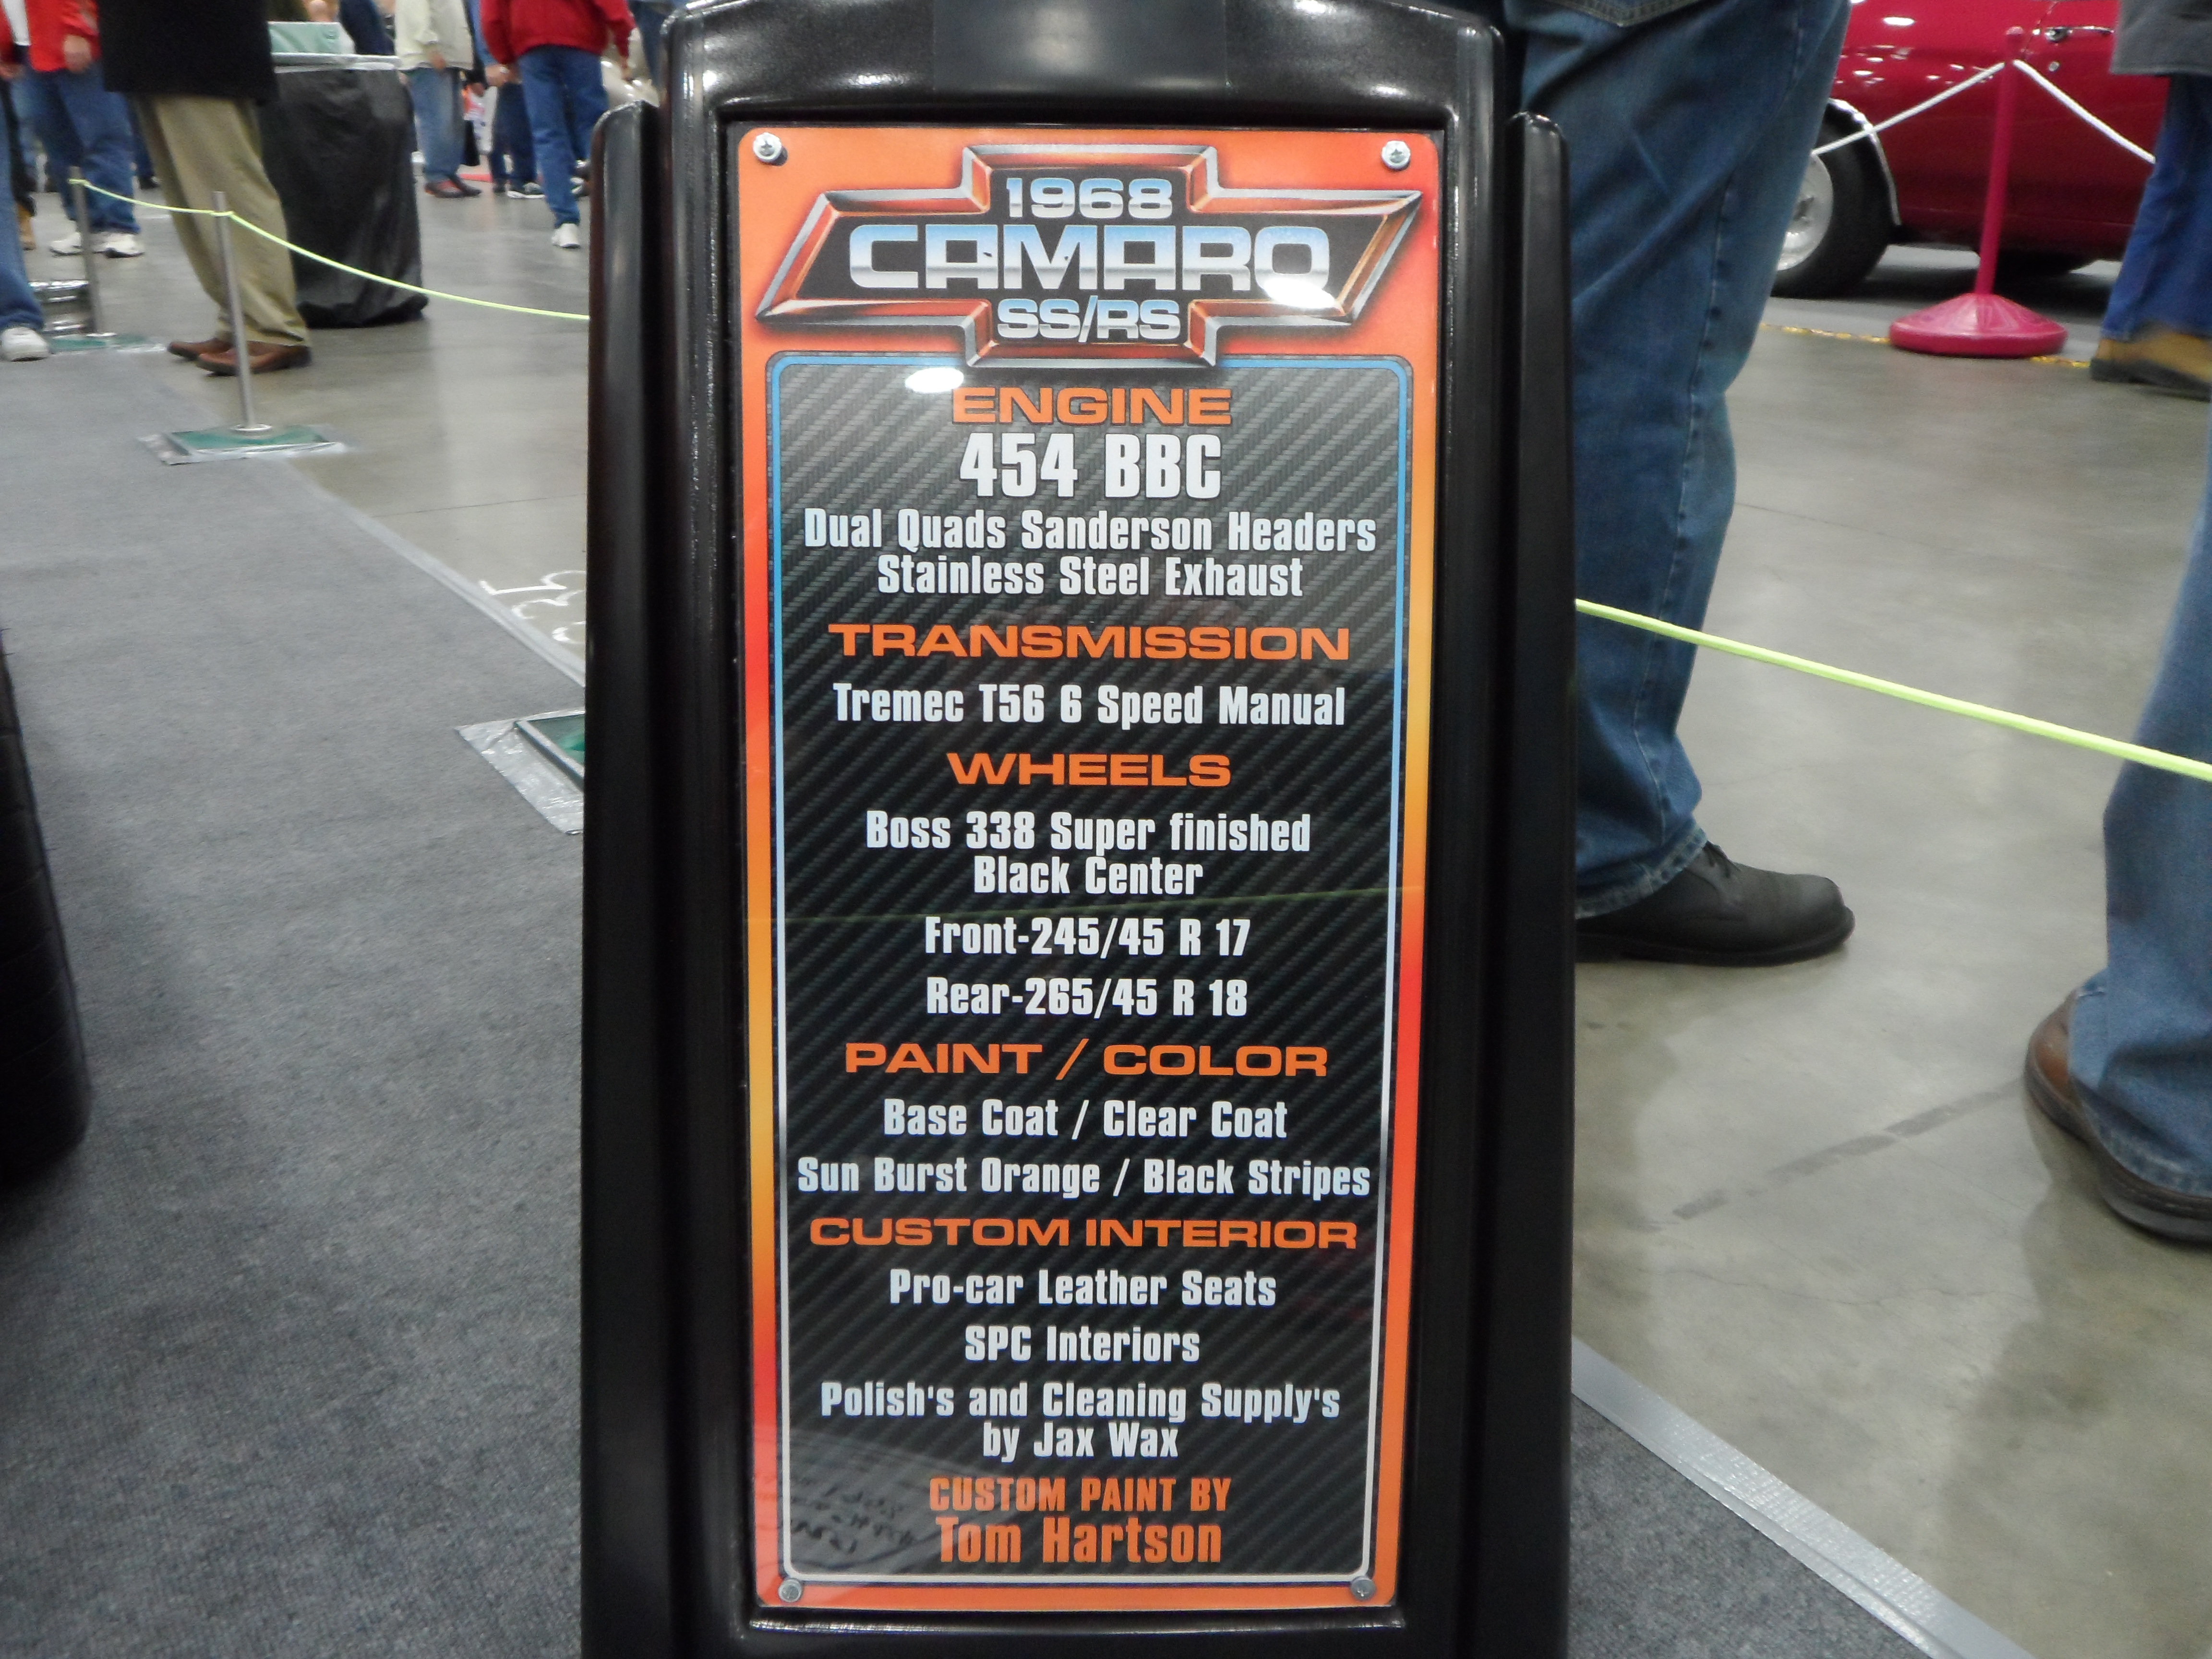 1968
CAMARO
SS/RS
ENGINE
454 BBC
Dual Quads Sanderson Headers
Stainless Steel Exhaust
TRANSMISSION
Tremec T56 6 Speed Manual
WHEELS
Boss 338 Super finished
Black Center
Front-245/45 R 17
Rear-265/45 R 18
PAINT / COLOR
Base Coat / Clear Coat
Sun Burst Orange / Black Stripes
CUSTOM INTERIOR
Pro-car Leather Seats
SPC Interiors
Polish's and Cleaning Supply's
by Jax Wax
CUSTOM PAINT BY
Tom Hartson